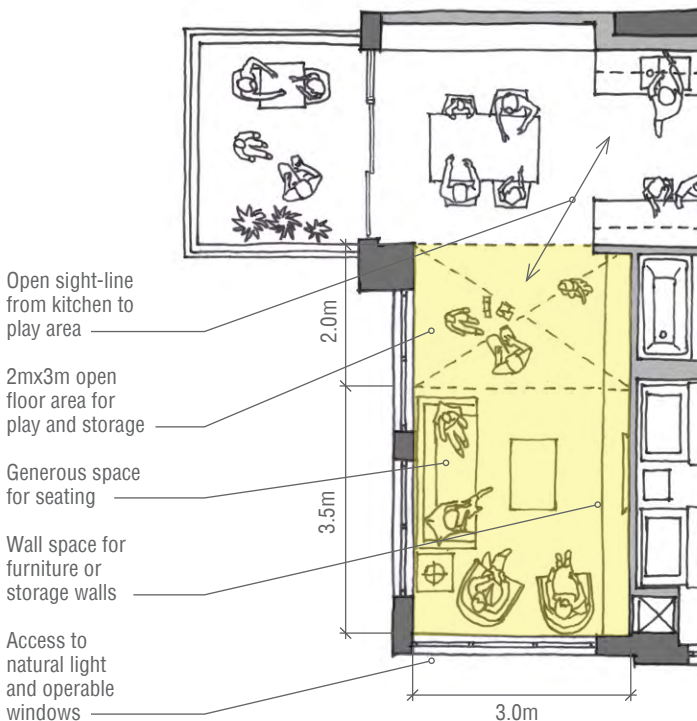 Open sight-line
from kitchen to
play area
2mx3m open
floor area for
play and storage
Generous space
for seating
Wall space for
furniture or
storage walls
Access to
natural light
and operable
windows
2.0m
3.5m
3.0m